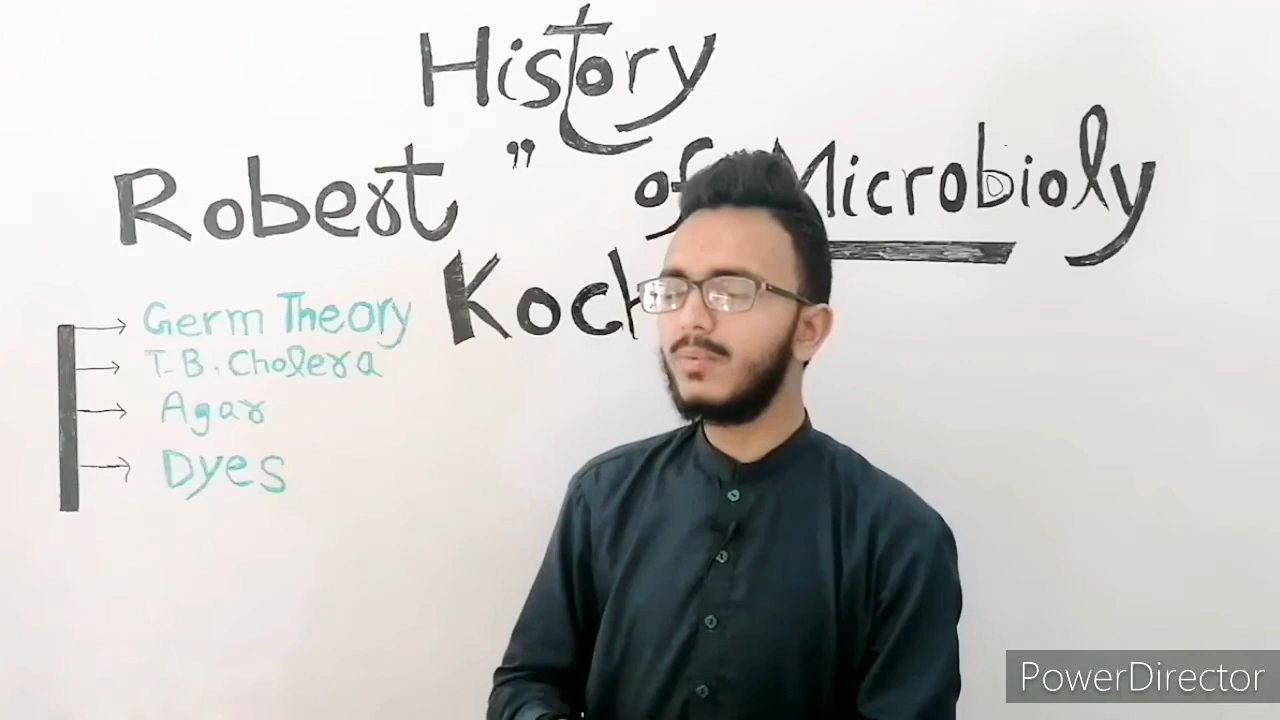 History
of Microbioly
Robert "
Koch
Germ Theory
T-B. Cholera
Agar
Dyes
PowerDirector